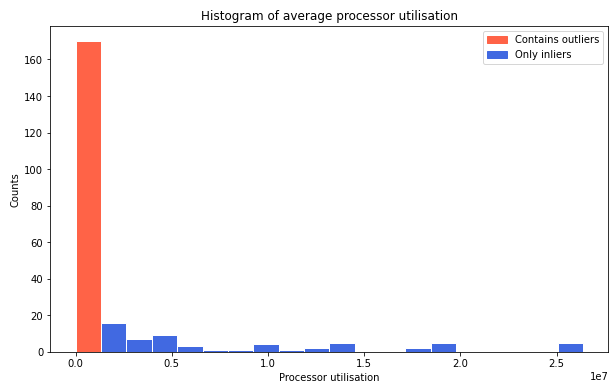 Histogram of average processor utilisation
Contains outliers
Only inliers
160
140
120
100
80
60
40
20
0
Counts
0.0 0.5 1.0 1.5 2.0 2.5
1e7
Processor utilisation